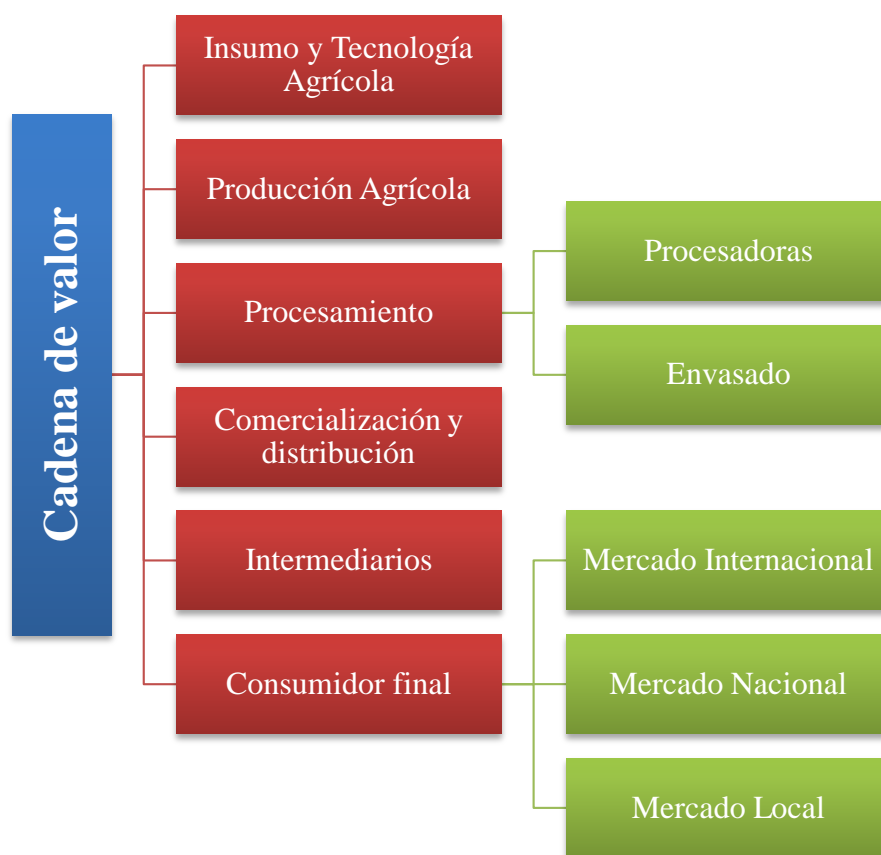 Cadena de valor
Insumo y Tecnología
Agrícola
Producción Agrícola
Procesamiento
Procesadoras
Envasado
Comercialización y
distribución
Intermediarios
Consumidor final
Mercado Internacional
Mercado Nacional
Mercado Local